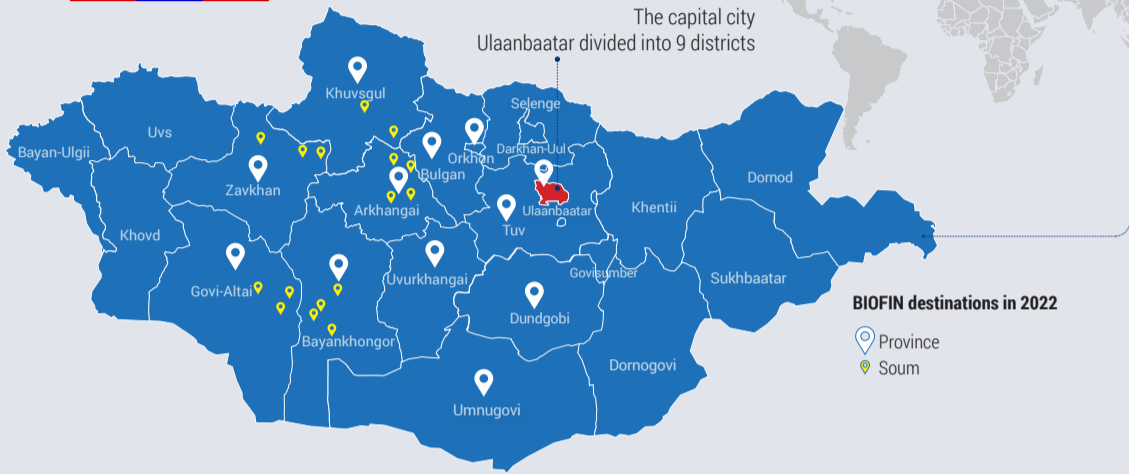 The capital city
Ulaanbaatar divided into 9 districts
Khuvsgul
Selenge
Uvs
Bayan-Ulgii
Darkhan-Uul
Orkhon
Bulgan
Zavkhan
Dornod
Arkhangai
Ulaanbaatar
Khentii
Khovd
Tuv
Govisumber
Uvurkhangai
Sukhbaatar
Govi-Altai
BIOFIN destinations in 2022
Dundgobi
Province
Bayankhongor
Soum
Dornogovi
Umnugovi